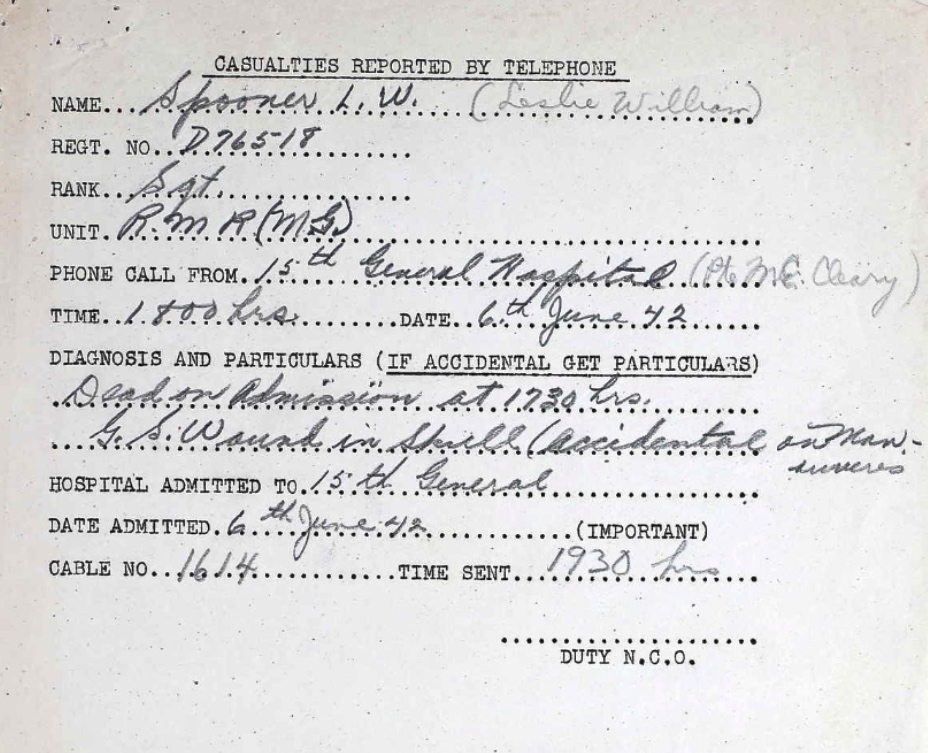 CASUALTIES REPORTED BY TELEPHONE
NAME... Spooner L. W. (Leslie William)
REGT. NO.. D76518
RANK... Sgt.
UNIT. R.M.R (M.G.)
PHONE CALL FROM. 15th General Hospital (Pte McCleary)
TIME... 1800 hrs. DATE.. 6th June 42
DIAGNOSIS AND PARTICULARS (IF ACCIDENTAL GET PARTICULARS)
Dead on Admission at 1730 hrs.
G. S. Wound in Skull (accidental on Man-
euveres
HOSPITAL ADMITTED TO. 15th General
DATE ADMITTED. 6th June 42 (IMPORTANT)
CABLE NO.. 1614 TIME SENT... 1930 hrs
DUTY N.C.O.